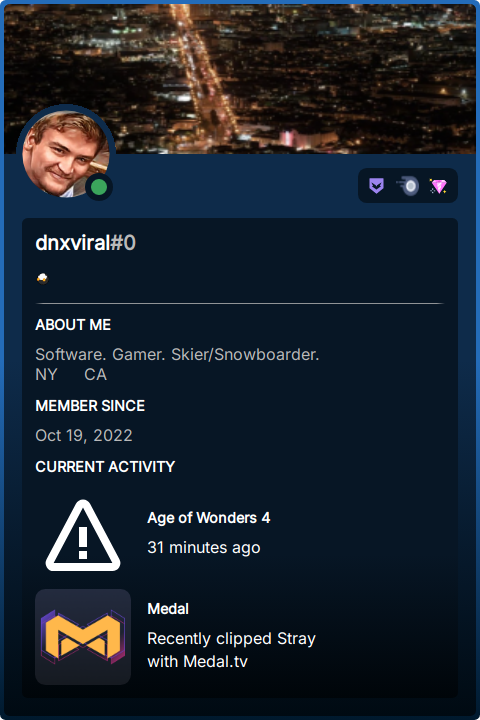 dnxviral#0
ABOUT ME
Software. Gamer. Skier/Snowboarder.
NY CA
MEMBER SINCE
Oct 19, 2022
CURRENT ACTIVITY
Age of Wonders 4
31 minutes ago
Medal
Recently clipped Stray
with Medal.tv